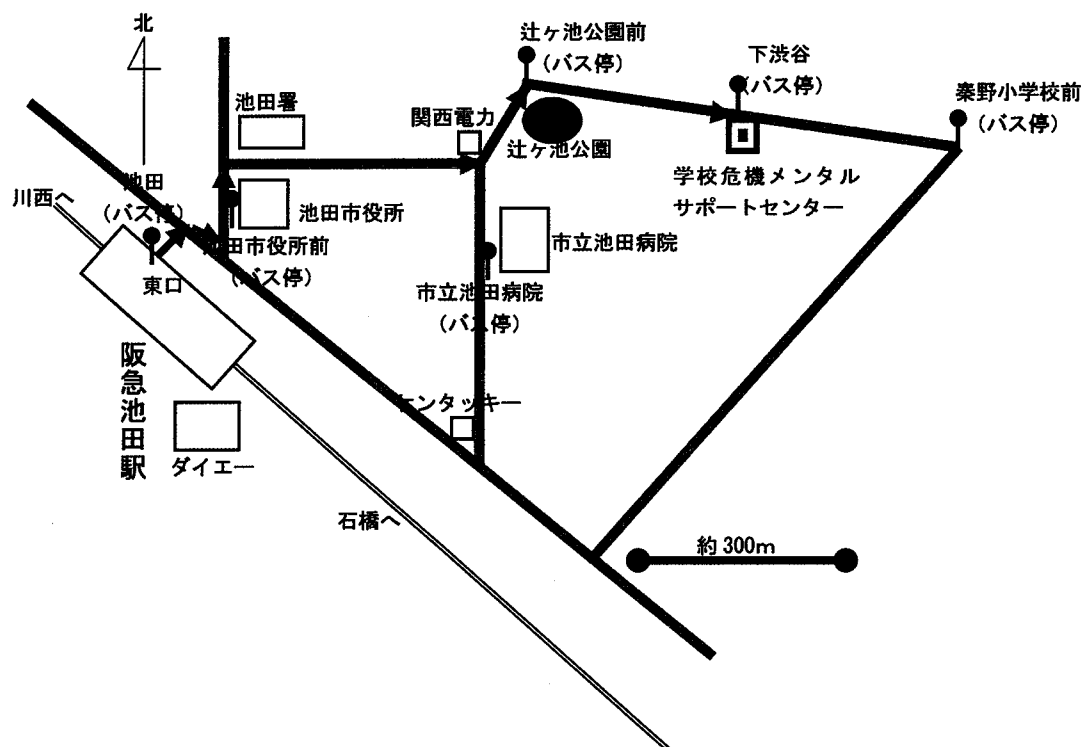 北
辻ヶ池公園前
(バス停)
下渋谷
(バス停)
秦野小学校前
(バス停)
池田署
関西電力
辻ヶ池公園
学校危機メンタル
サポートセンター
池田
(バス停)
川西へ
池田市役所
池田市役所前
(バス停)
東口
市立池田病院
市立池田病院
(バス停)
阪急池田駅
ケンタッキー
ダイエー
石橋へ
約300m